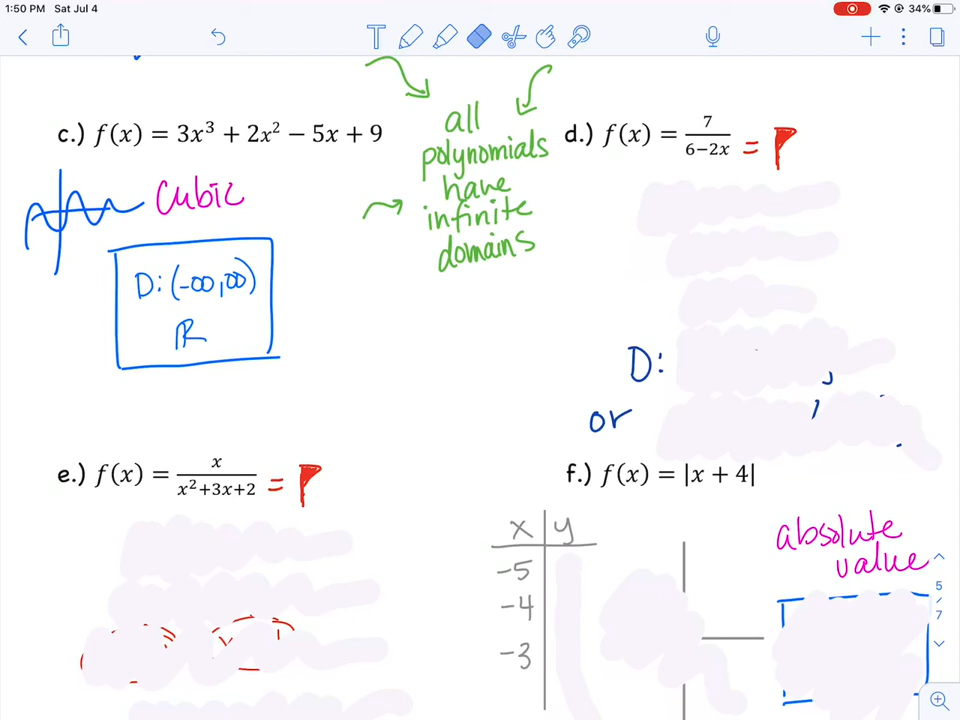 1:50 PM Sat Jul 4
34%
c.) f(x) = 3x³ + 2x² − 5x + 9
cubic
D: (-∞,∞)
ℝ
all
polynomials
have
infinite
domains
d.) f(x) = 7/(6−2x) =
D:
or
e.) f(x) = x/(x²+3x+2) =
f.) f(x) = |x + 4|
x y
-5
-4
-3
absolute
value
5
/
7